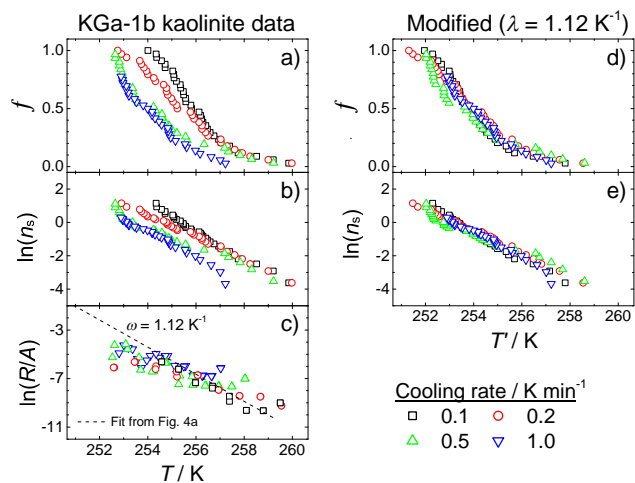 KGa-1b kaolinite data
Modified (λ = 1.12 K⁻¹)
a)
1.0
0.5
0.0
f
d)
1.0
0.5
0.0
f
b)
2
0
-2
-4
ln(nₛ)
e)
2
0
-2
-4
ln(nₛ)
252 254 256 258 260
T' / K
c)
ω = 1.12 K⁻¹
-3
-7
-11
ln(R/A)
Fit from Fig. 4a
252 254 256 258 260
T / K
Cooling rate / K min⁻¹
0.1 0.2
0.5 1.0